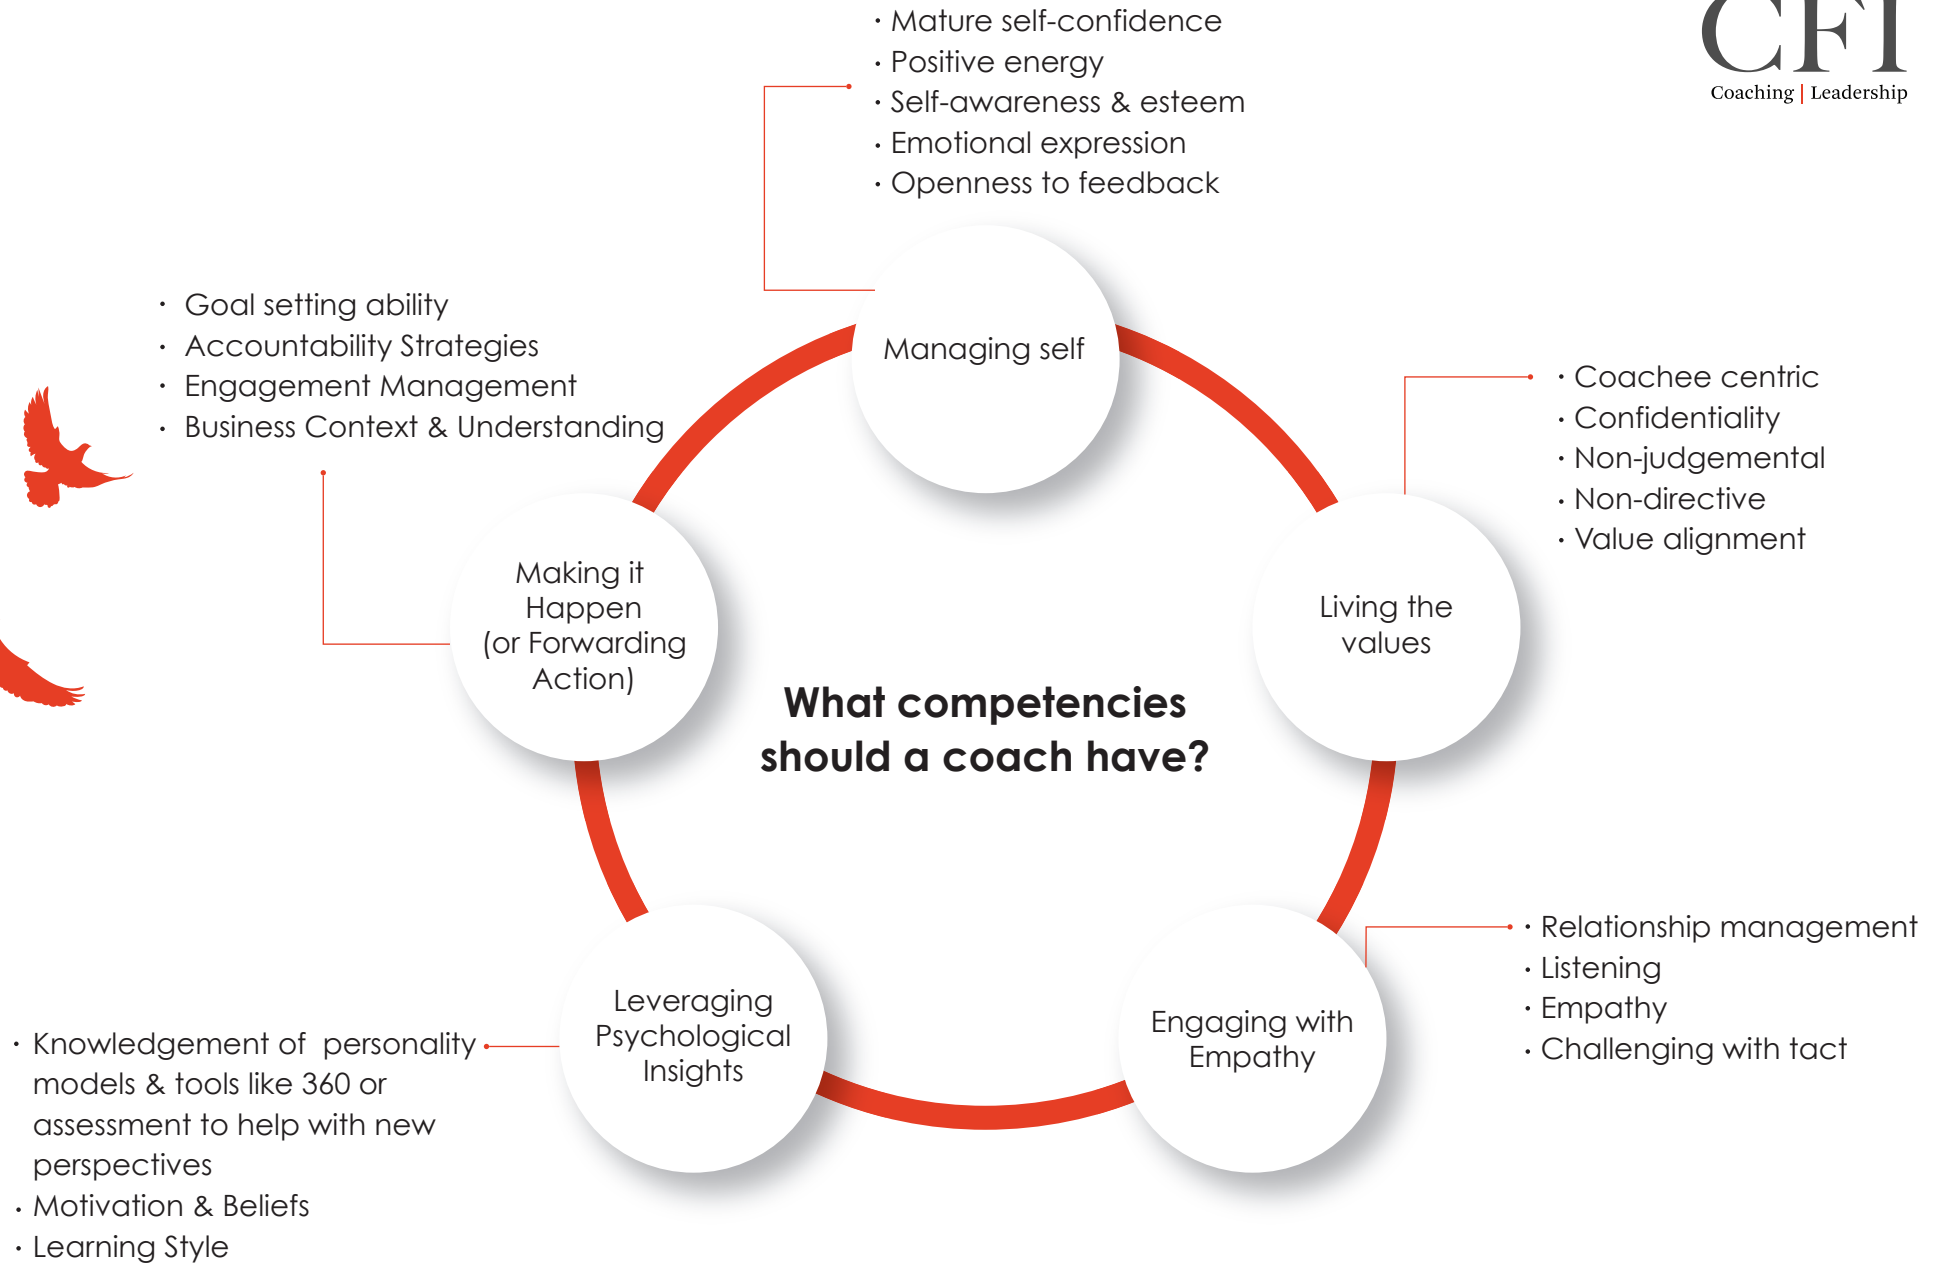 CFI
Coaching | Leadership
· Mature self-confidence
· Positive energy
· Self-awareness & esteem
· Emotional expression
· Openness to feedback
Managing self
· Coachee centric
· Confidentiality
· Non-judgemental
· Non-directive
· Value alignment
Living the
values
· Relationship management
· Listening
· Empathy
· Challenging with tact
Engaging with
Empathy
· Knowledgement of  personality
models & tools like 360 or
assessment to help with new
perspectives
· Motivation & Beliefs
· Learning Style
Leveraging
Psychological
Insights
· Goal setting ability
· Accountability Strategies
· Engagement Management
· Business Context & Understanding
Making it
Happen
(or Forwarding
Action)
What competencies
should a coach have?